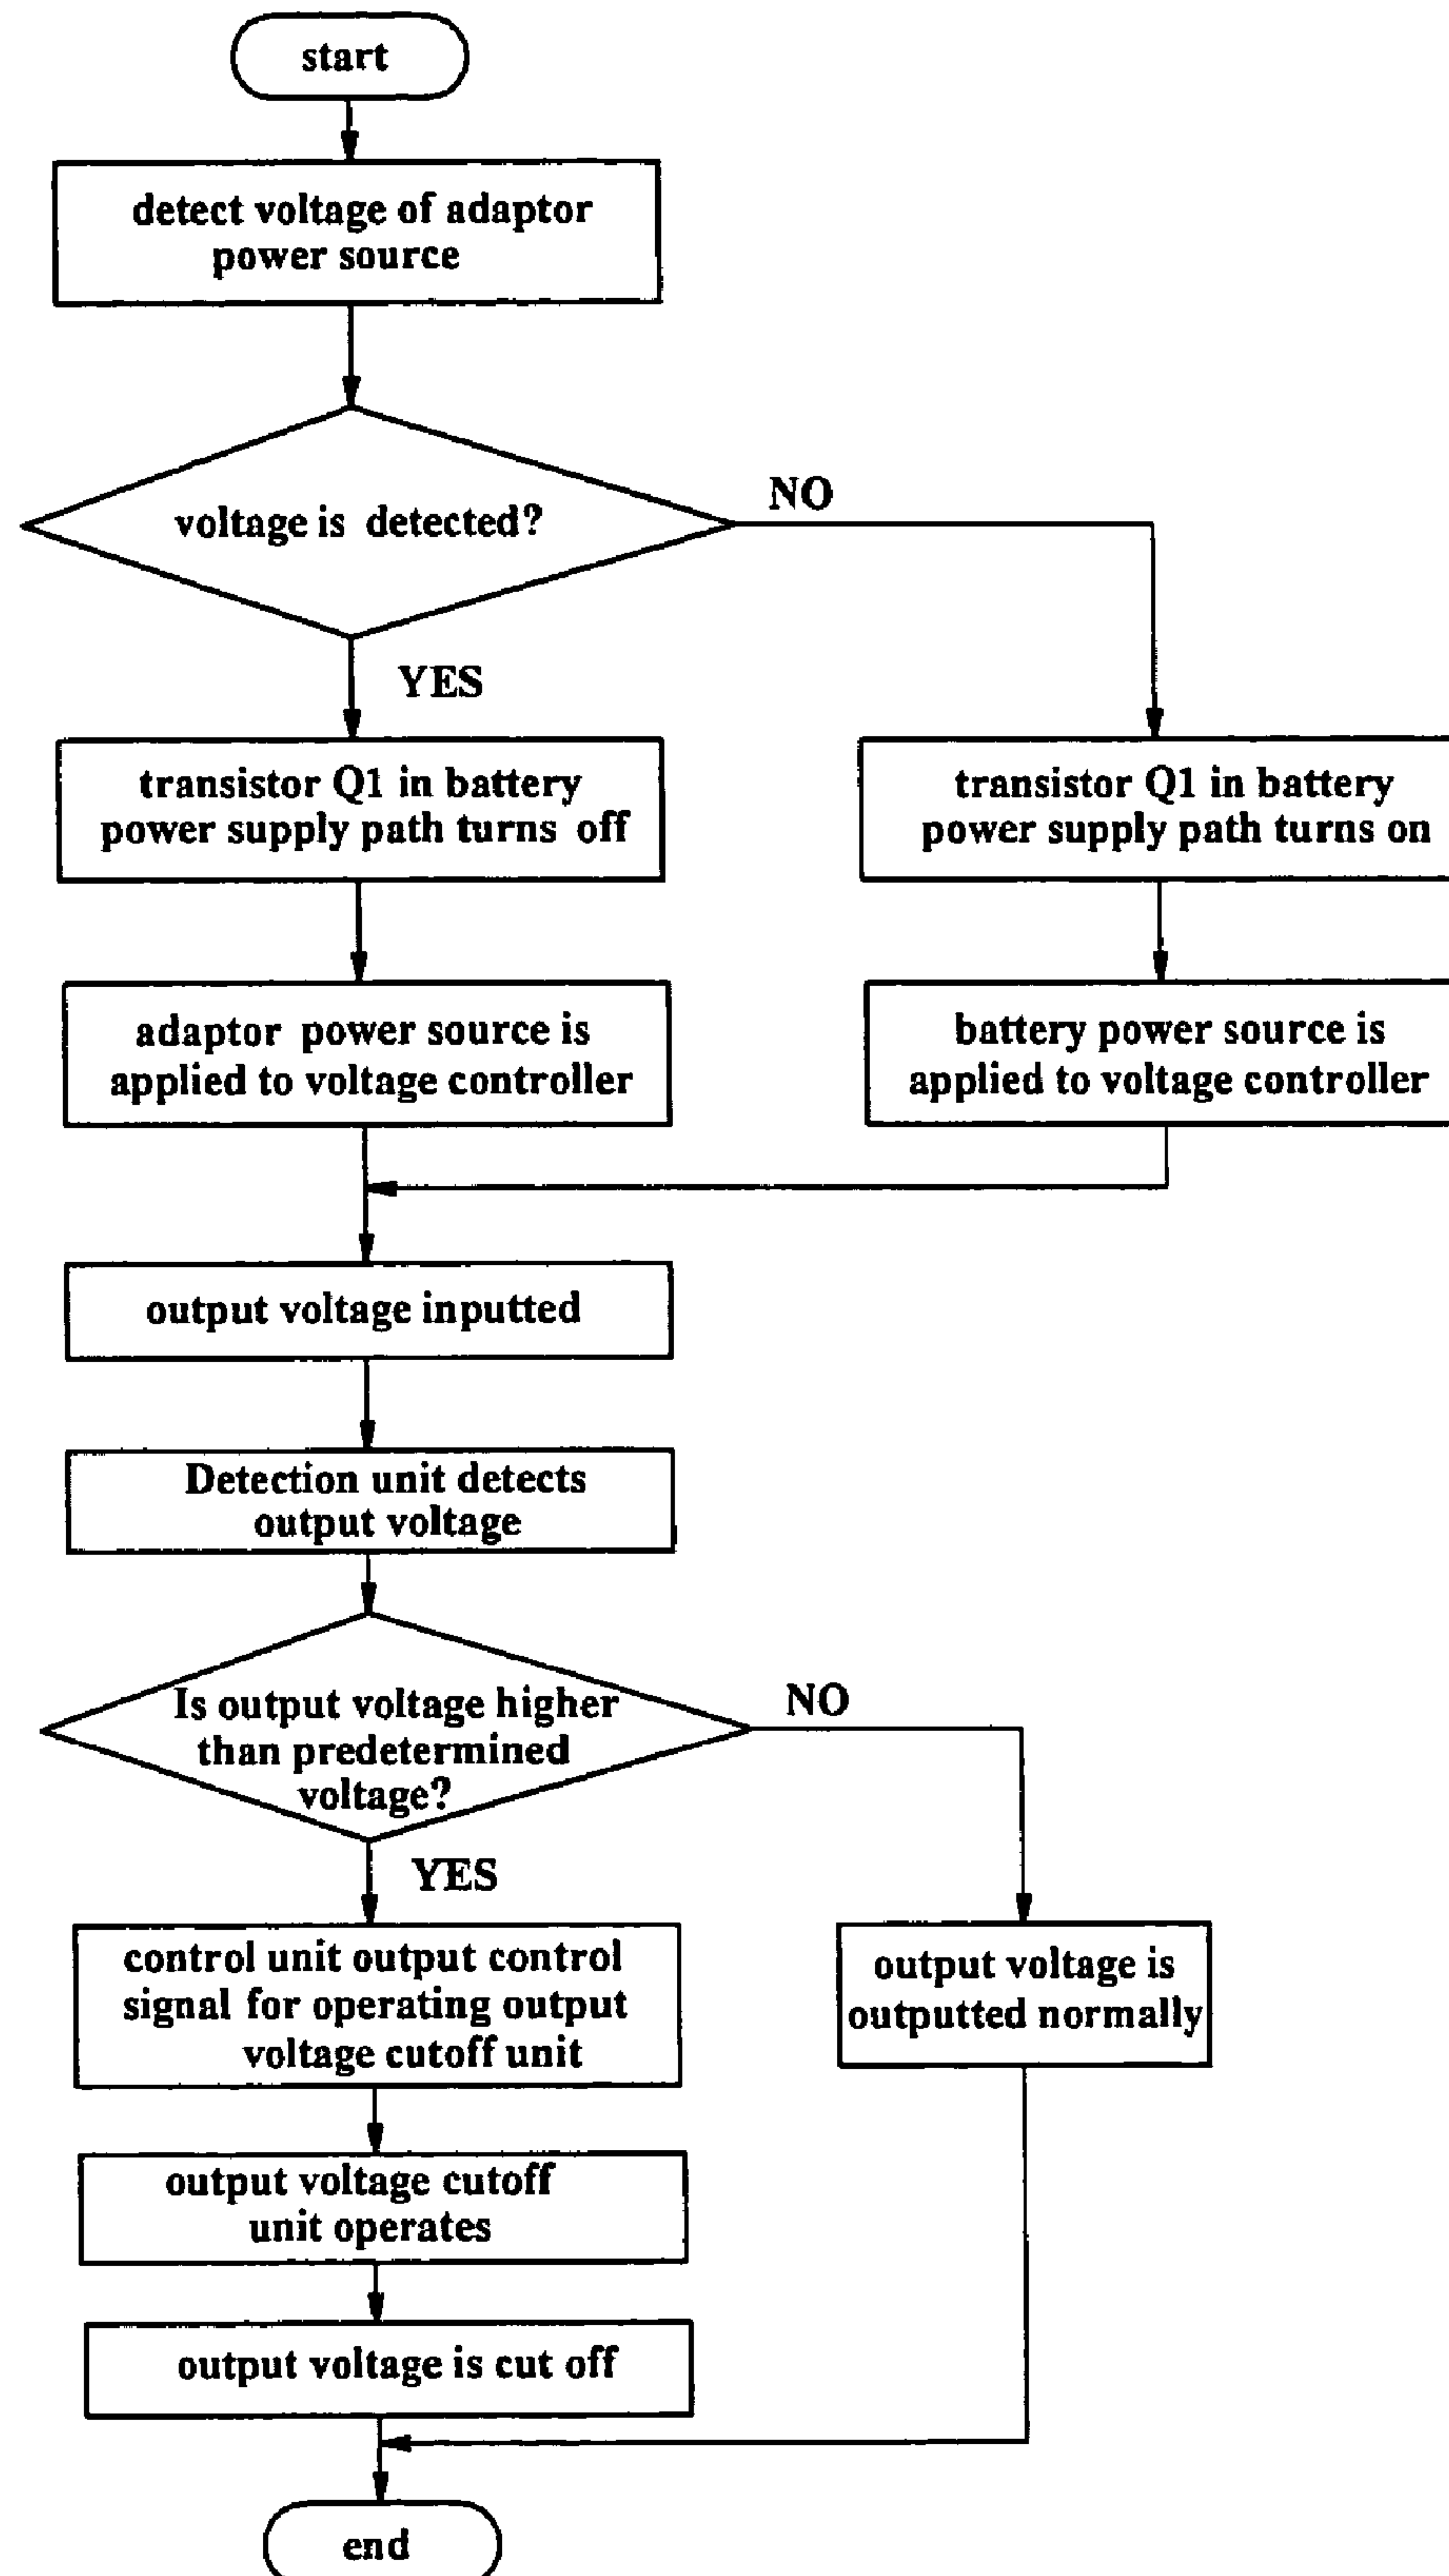 start
detect voltage of adaptor
power source
voltage is detected?
NO
YES
transistor Q1 in battery
power supply path turns off
transistor Q1 in battery
power supply path turns on
adaptor power source is
applied to voltage controller
battery power source is
applied to voltage controller
output voltage inputted
Detection unit detects
output voltage
Is output voltage higher
than predetermined
voltage?
NO
YES
control unit output control
signal for operating output
voltage cutoff unit
output voltage is
outputted normally
output voltage cutoff
unit operates
output voltage is cut off
end